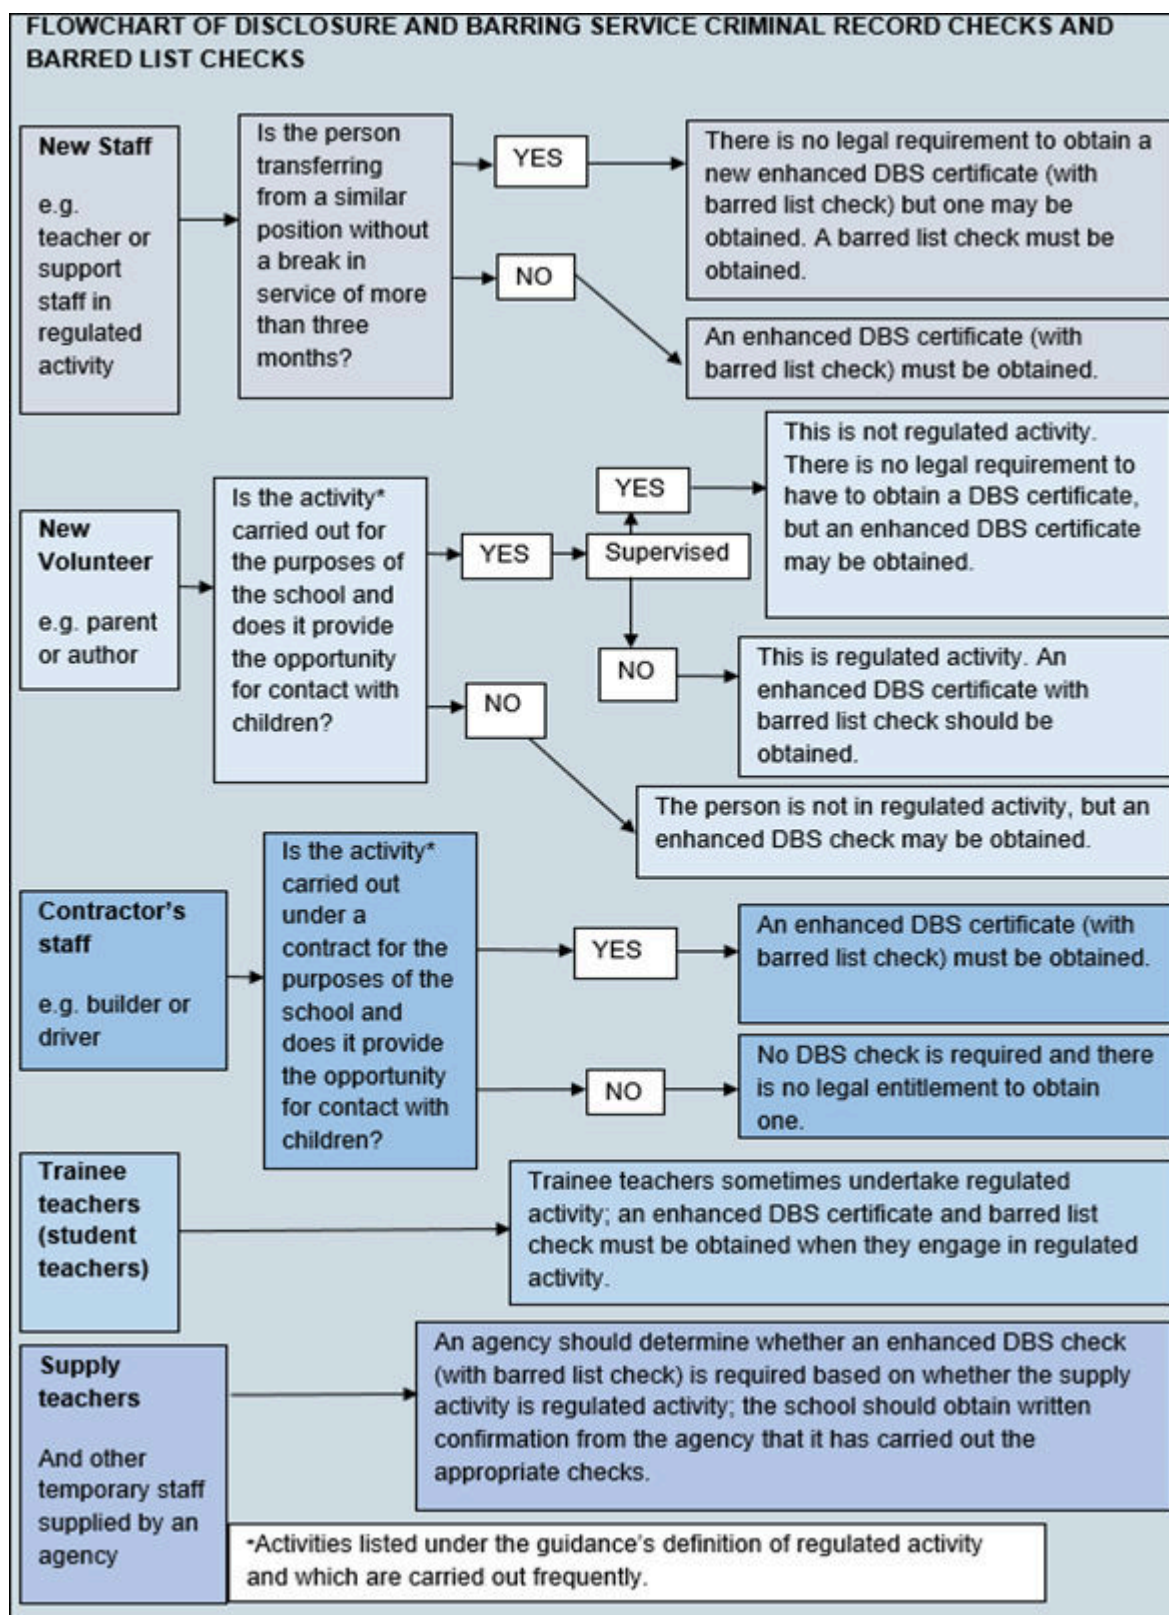 FLOWCHART OF DISCLOSURE AND BARRING SERVICE CRIMINAL RECORD CHECKS AND
BARRED LIST CHECKS
New Staff
e.g.
teacher or
support
staff in
regulated
activity
Is the person
transferring
from a similar
position without
a break in
service of more
than three
months?
YES
There is no legal requirement to obtain a
new enhanced DBS certificate (with
barred list check) but one may be
obtained. A barred list check must be
obtained.
NO
An enhanced DBS certificate (with
barred list check) must be obtained.
New
Volunteer
e.g. parent
or author
Is the activity*
carried out for
the purposes of
the school and
does it provide
the opportunity
for contact with
children?
YES
Supervised
YES
This is not regulated activity.
There is no legal requirement to
have to obtain a DBS certificate,
but an enhanced DBS certificate
may be obtained.
NO
This is regulated activity. An
enhanced DBS certificate with
barred list check should be
obtained.
NO
The person is not in regulated activity, but an
enhanced DBS check may be obtained.
Contractor's
staff
e.g. builder or
driver
Is the activity*
carried out
under a
contract for the
purposes of the
school and
does it provide
the opportunity
for contact with
children?
YES
An enhanced DBS certificate (with
barred list check) must be obtained.
NO
No DBS check is required and there
is no legal entitlement to obtain
one.
Trainee
teachers
(student
teachers)
Trainee teachers sometimes undertake regulated
activity; an enhanced DBS certificate and barred list
check must be obtained when they engage in regulated
activity.
Supply
teachers
And other
temporary staff
supplied by an
agency
An agency should determine whether an enhanced DBS check
(with barred list check) is required based on whether the supply
activity is regulated activity; the school should obtain written
confirmation from the agency that it has carried out the
appropriate checks.
*Activities listed under the guidance's definition of regulated activity
and which are carried out frequently.